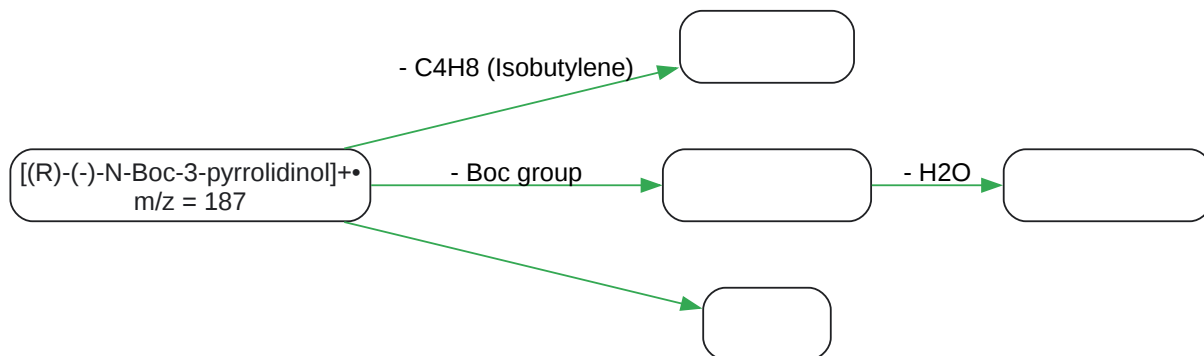 - C4H8 (Isobutylene)
[(R)-(-)-N-Boc-3-pyrrolidinol]+•
m/z = 187
- Boc group
- H2O